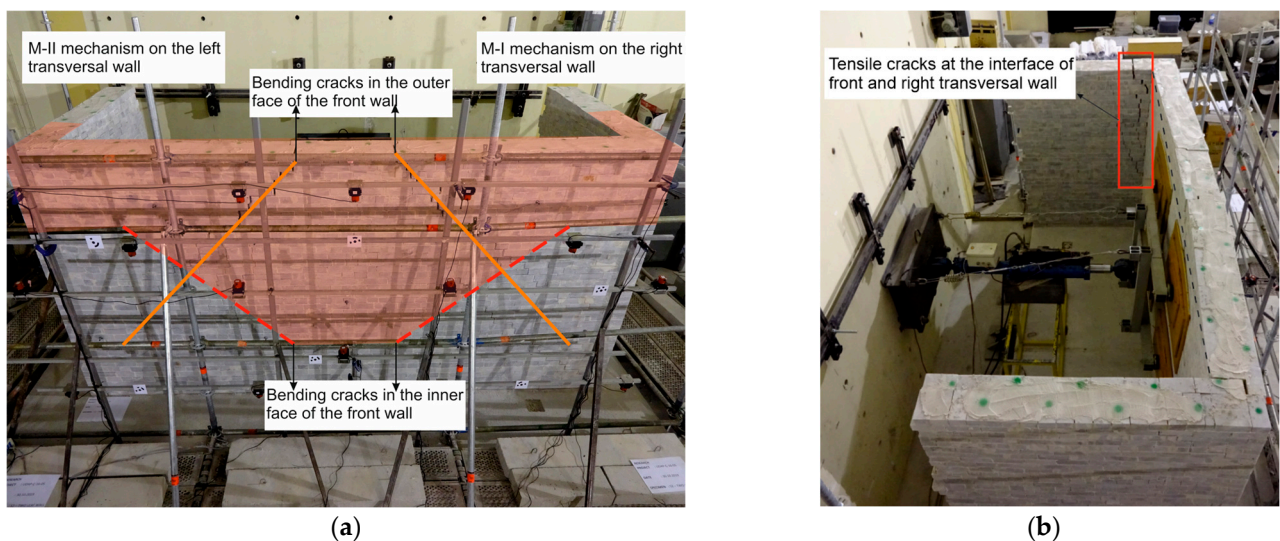 M-II mechanism on the left
transversal wall
Bending cracks in the outer
face of the front wall
M-I mechanism on the right
transversal wall
Bending cracks in the inner
face of the front wall
(a)
Tensile cracks at the interface of
front and right transversal wall
(b)